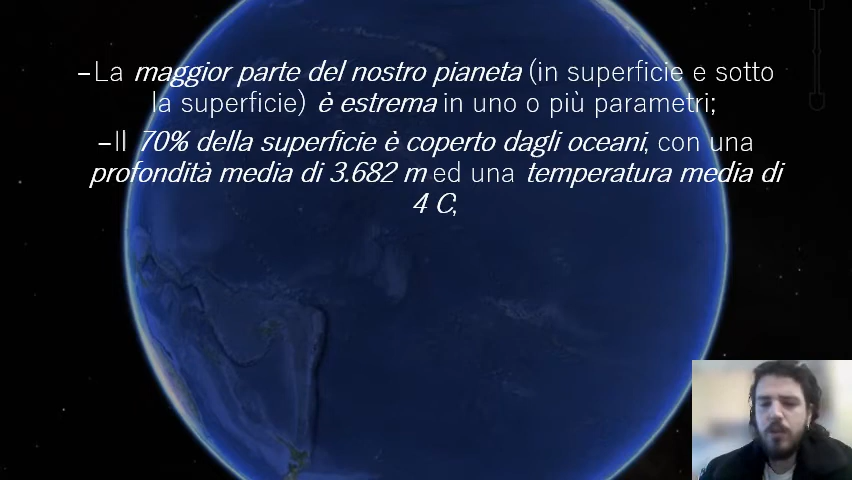 –La maggior parte del nostro pianeta (in superficie e sotto
la superficie) è estrema in uno o più parametri;
–Il 70% della superficie è coperto dagli oceani, con una
profondità media di 3.682 m ed una temperatura media di
4 C,